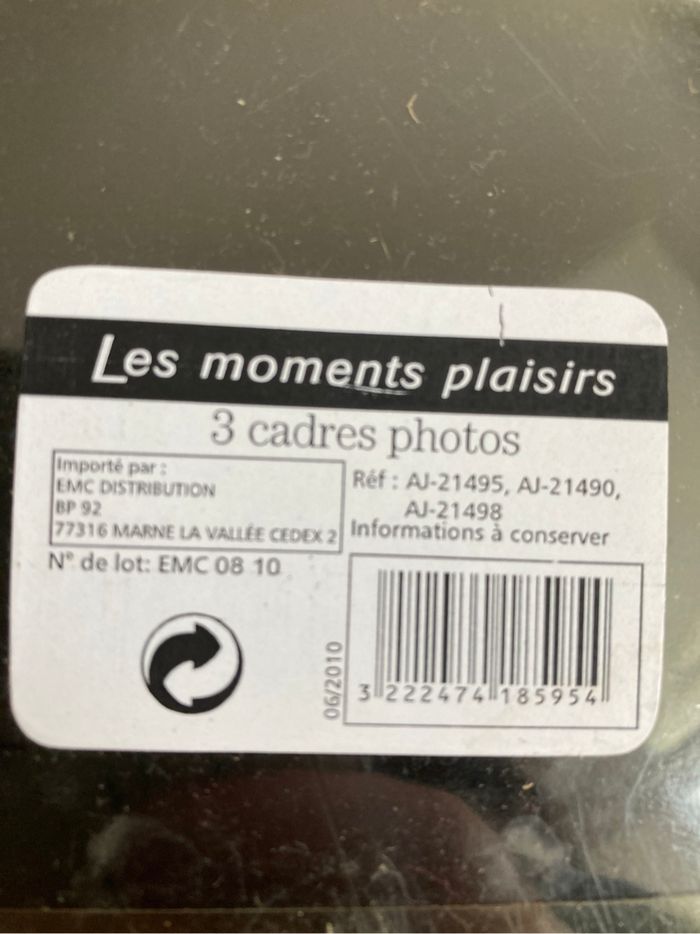 Les moments plaisirs
3 cadres photos
Importé par :
EMC DISTRIBUTION
BP 92
77316 MARNE LA VALLÉE CEDEX 2
Réf : AJ-21495, AJ-21490,
AJ-21498
Informations à conserver
N° de lot: EMC 08 10
06/2010
3 222474 185954